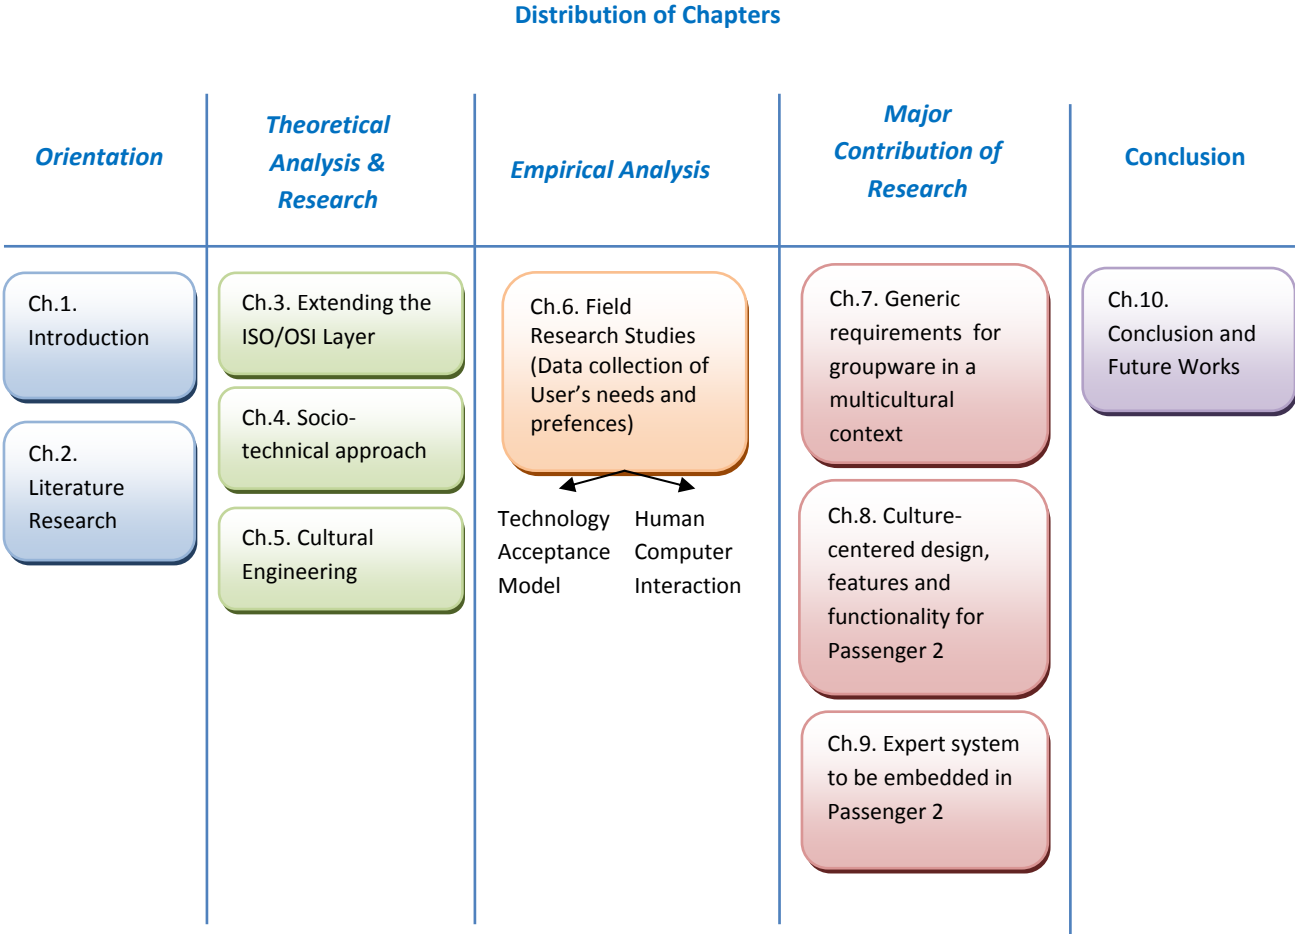 Distribution of Chapters
Orientation
Theoretical
Analysis &
Research
Empirical Analysis
Major
Contribution of
Research
Conclusion
Ch.1.
Introduction
Ch.2.
Literature
Research
Ch.3. Extending the
ISO/OSI Layer
Ch.4. Socio-
technical approach
Ch.5. Cultural
Engineering
Ch.6. Field
Research Studies
(Data collection of
User’s needs and
prefences)
Technology
Acceptance
Model
Human
Computer
Interaction
Ch.7. Generic
requirements for
groupware in a
multicultural
context
Ch.8. Culture-
centered design,
features and
functionality for
Passenger 2
Ch.9. Expert system
to be embedded in
Passenger 2
Ch.10.
Conclusion and
Future Works